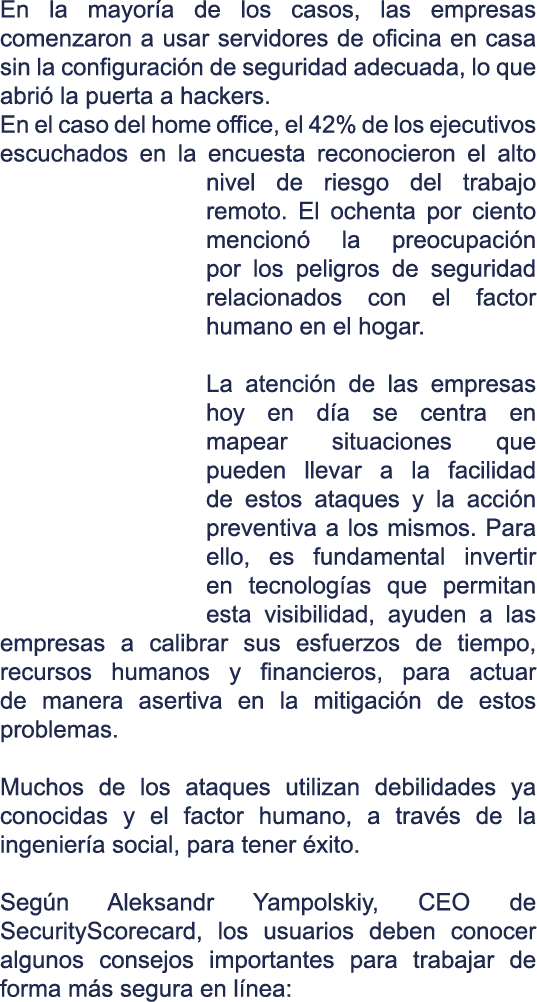 En la mayoría de los casos, las empresas
comenzaron a usar servidores de oficina en casa
sin la configuración de seguridad adecuada, lo que
abrió la puerta a hackers.
En el caso del home office, el 42% de los ejecutivos
escuchados en la encuesta reconocieron el alto
nivel de riesgo del trabajo
remoto. El ochenta por ciento
mencionó la preocupación
por los peligros de seguridad
relacionados con el factor
humano en el hogar.

La atención de las empresas
hoy en día se centra en
mapear situaciones que
pueden llevar a la facilidad
de estos ataques y la acción
preventiva a los mismos. Para
ello, es fundamental invertir
en tecnologías que permitan
esta visibilidad, ayuden a las
empresas a calibrar sus esfuerzos de tiempo,
recursos humanos y financieros, para actuar
de manera asertiva en la mitigación de estos
problemas.

Muchos de los ataques utilizan debilidades ya
conocidas y el factor humano, a través de la
ingeniería social, para tener éxito.

Según Aleksandr Yampolskiy, CEO de
SecurityScorecard, los usuarios deben conocer
algunos consejos importantes para trabajar de
forma más segura en línea: